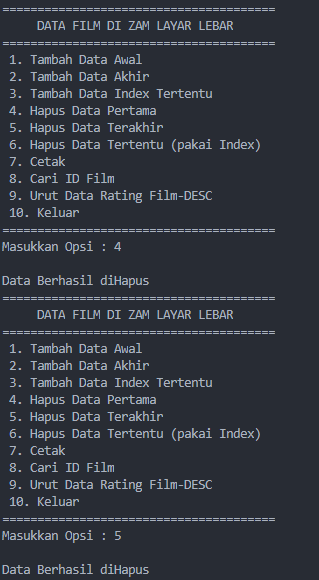 =======================================
DATA FILM DI ZAM LAYAR LEBAR
=======================================
1. Tambah Data Awal
2. Tambah Data Akhir
3. Tambah Data Index Tertentu
4. Hapus Data Pertama
5. Hapus Data Terakhir
6. Hapus Data Tertentu (pakai Index)
7. Cetak
8. Cari ID Film
9. Urut Data Rating Film-DESC
10. Keluar
=======================================
Masukkan Opsi : 4
Data Berhasil diHapus
=======================================
DATA FILM DI ZAM LAYAR LEBAR
=======================================
1. Tambah Data Awal
2. Tambah Data Akhir
3. Tambah Data Index Tertentu
4. Hapus Data Pertama
5. Hapus Data Terakhir
6. Hapus Data Tertentu (pakai Index)
7. Cetak
8. Cari ID Film
9. Urut Data Rating Film-DESC
10. Keluar
=======================================
Masukkan Opsi : 5
Data Berhasil diHapus